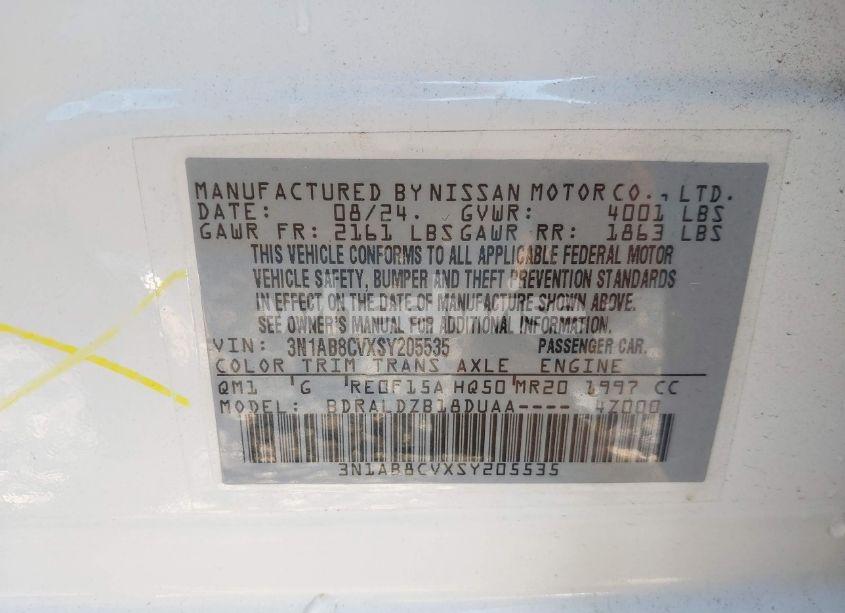 MANUFACTURED BY NISSAN MOTOR CO., LTD.
DATE: 08/24. GVWR: 4001 LBS
GAWR FR: 2161 LBS GAWR RR: 1863 LBS
THIS VEHICLE CONFORMS TO ALL APPLICABLE FEDERAL MOTOR
VEHICLE SAFETY, BUMPER AND THEFT PREVENTION STANDARDS
IN EFFECT ON THE DATE OF MANUFACTURE SHOWN ABOVE.
SEE OWNER'S MANUAL FOR ADDITIONAL INFORMATION.
VIN: 3N1AB8CVXSY205535 PASSENGER CAR.
COLOR TRIM TRANS AXLE ENGINE
QM1 G RE0F15A HQ50 MR20 1997 CC
MODEL: BDRALDZB18DUAA---- 4Z000
3N1AB8CVXSY205535